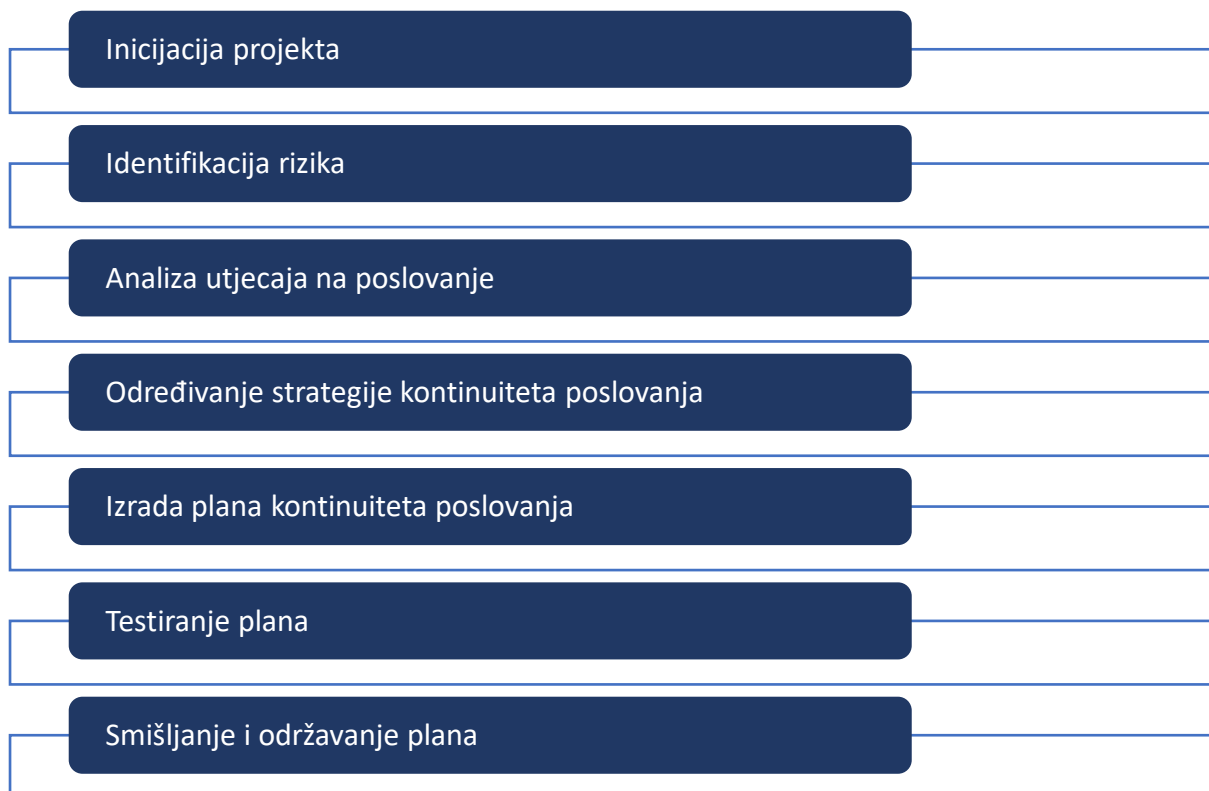 Inicijacija projekta
Identifikacija rizika
Analiza utjecaja na poslovanje
Određivanje strategije kontinuiteta poslovanja
Izrada plana kontinuiteta poslovanja
Testiranje plana
Smišljanje i održavanje plana